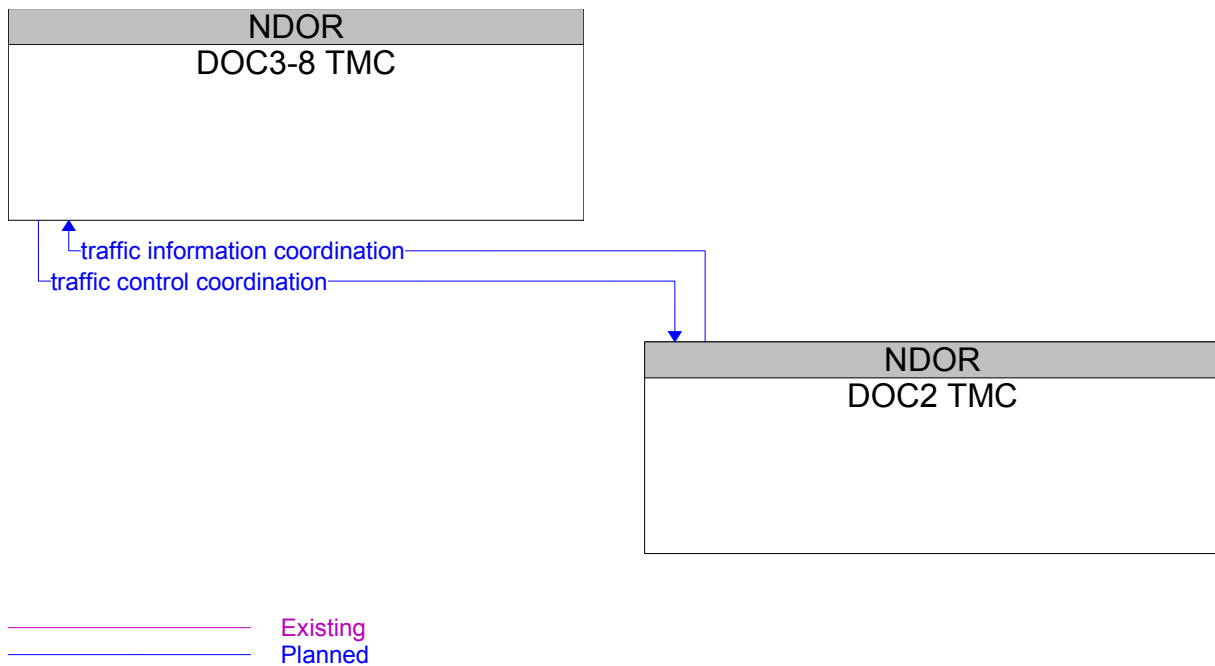 NDOR
DOC3-8 TMC
traffic information coordination
traffic control coordination
NDOR
DOC2 TMC
Existing
Planned